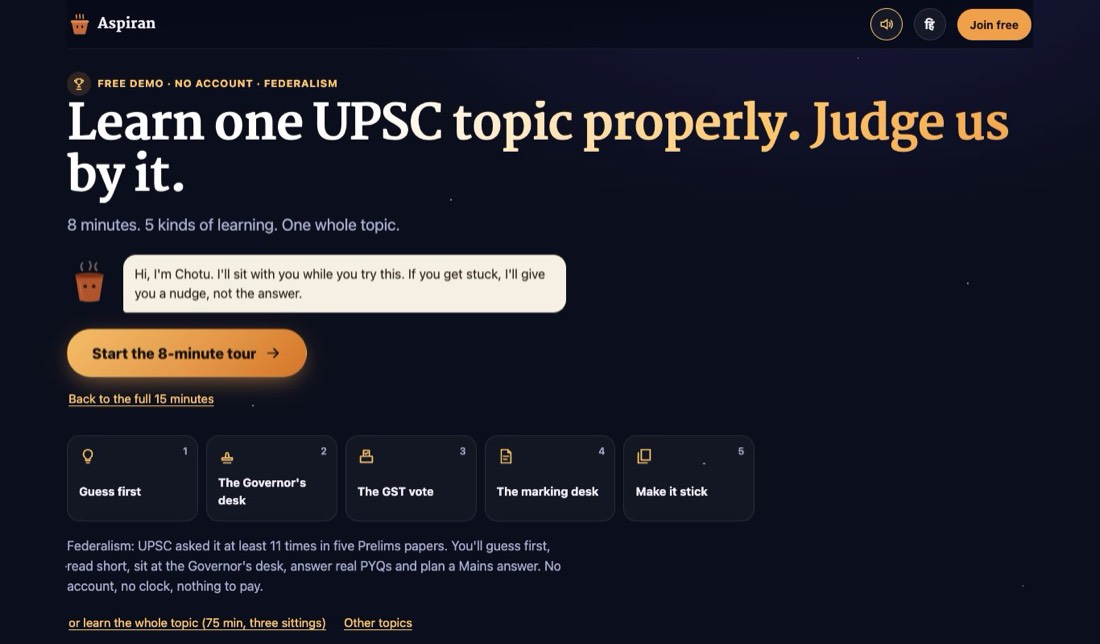 Aspiran
हि
Join free
FREE DEMO · NO ACCOUNT · FEDERALISM
Learn one UPSC topic properly. Judge us
by it.
8 minutes. 5 kinds of learning. One whole topic.
Hi, I'm Chotu. I'll sit with you while you try this. If you get stuck, I'll give
you a nudge, not the answer.
Start the 8-minute tour →
Back to the full 15 minutes
1
Guess first
2
The Governor's
desk
3
The GST vote
4
The marking desk
5
Make it stick
Federalism: UPSC asked it at least 11 times in five Prelims papers. You'll guess first,
read short, sit at the Governor's desk, answer real PYQs and plan a Mains answer. No
account, no clock, nothing to pay.
or learn the whole topic (75 min, three sittings)
Other topics